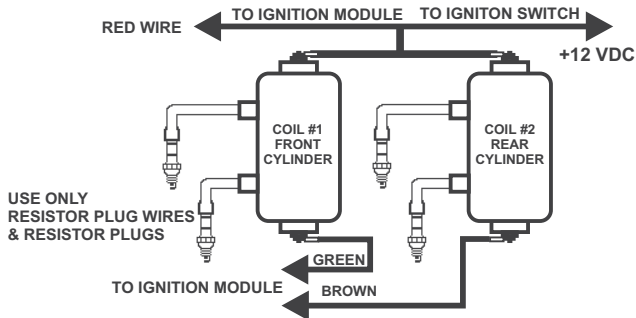 TO IGNITION MODULE
TO IGNITON SWITCH
RED WIRE
+12 VDC
COIL #1
FRONT
CYLINDER
COIL #2
REAR
CYLINDER
USE ONLY
RESISTOR PLUG WIRES
& RESISTOR PLUGS
GREEN
TO IGNITION MODULE
BROWN